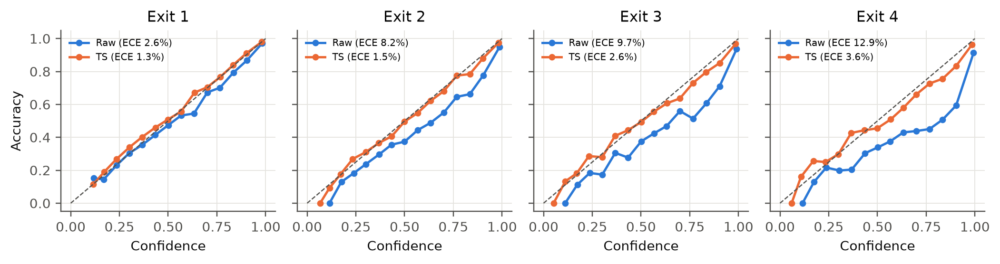 Exit 1
Exit 2
Exit 3
Exit 4
Raw (ECE 2.6%)
TS (ECE 1.3%)
Raw (ECE 8.2%)
TS (ECE 1.5%)
Raw (ECE 9.7%)
TS (ECE 2.6%)
Raw (ECE 12.9%)
TS (ECE 3.6%)
Accuracy
1.0
0.8
0.6
0.4
0.2
0.0
0.00 0.25 0.50 0.75 1.00
0.00 0.25 0.50 0.75 1.00
0.00 0.25 0.50 0.75 1.00
0.00 0.25 0.50 0.75 1.00
Confidence
Confidence
Confidence
Confidence